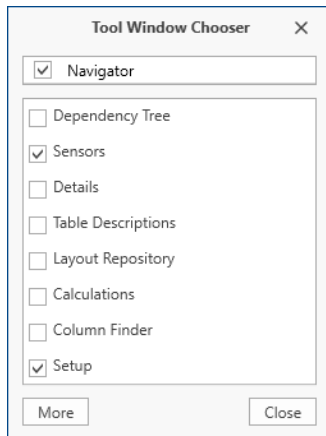 Tool Window Chooser
Navigator
Dependency Tree
Sensors
Details
Table Descriptions
Layout Repository
Calculations
Column Finder
Setup
More Close